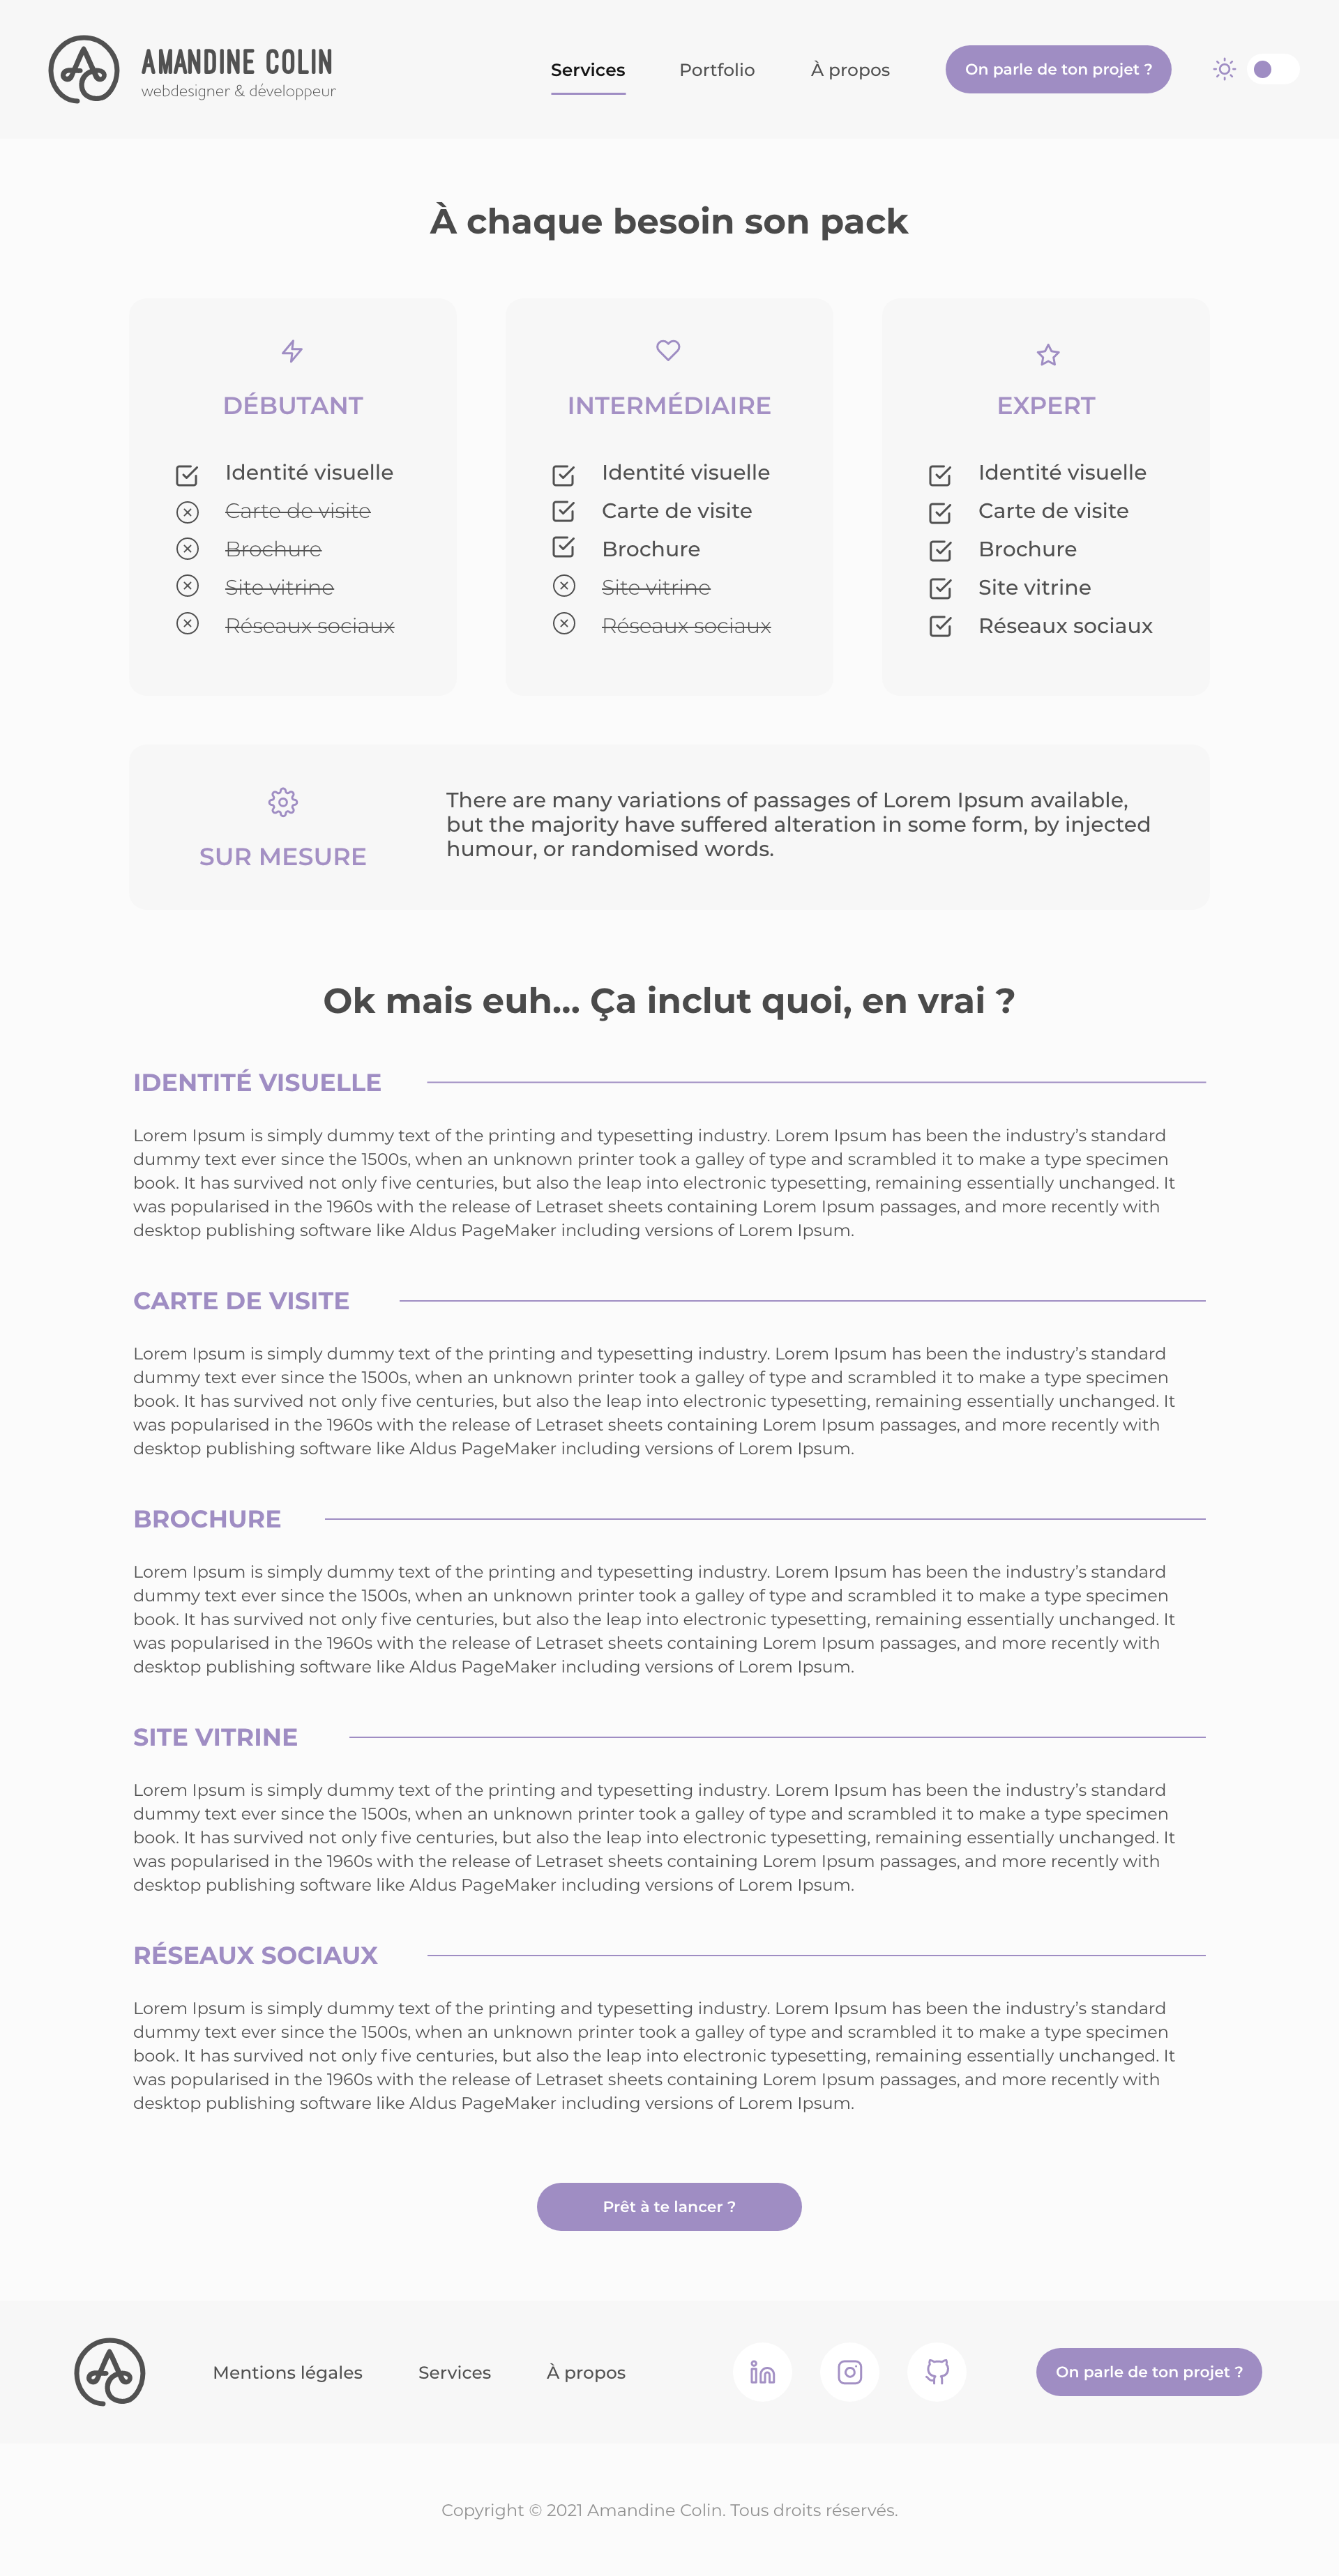 AMANDINE COLIN
webdesigner & développeur
Services
Portfolio
À propos
On parle de ton projet ?
À chaque besoin son pack
DÉBUTANT
Identité visuelle
Carte de visite
Brochure
Site vitrine
Réseaux sociaux
INTERMÉDIAIRE
Identité visuelle
Carte de visite
Brochure
Site vitrine
Réseaux sociaux
EXPERT
Identité visuelle
Carte de visite
Brochure
Site vitrine
Réseaux sociaux
SUR MESURE
There are many variations of passages of Lorem Ipsum available,
but the majority have suffered alteration in some form, by injected
humour, or randomised words.
Ok mais euh... Ça inclut quoi, en vrai ?
IDENTITÉ VISUELLE
Lorem Ipsum is simply dummy text of the printing and typesetting industry. Lorem Ipsum has been the industry’s standard
dummy text ever since the 1500s, when an unknown printer took a galley of type and scrambled it to make a type specimen
book. It has survived not only five centuries, but also the leap into electronic typesetting, remaining essentially unchanged. It
was popularised in the 1960s with the release of Letraset sheets containing Lorem Ipsum passages, and more recently with
desktop publishing software like Aldus PageMaker including versions of Lorem Ipsum.
CARTE DE VISITE
Lorem Ipsum is simply dummy text of the printing and typesetting industry. Lorem Ipsum has been the industry’s standard
dummy text ever since the 1500s, when an unknown printer took a galley of type and scrambled it to make a type specimen
book. It has survived not only five centuries, but also the leap into electronic typesetting, remaining essentially unchanged. It
was popularised in the 1960s with the release of Letraset sheets containing Lorem Ipsum passages, and more recently with
desktop publishing software like Aldus PageMaker including versions of Lorem Ipsum.
BROCHURE
Lorem Ipsum is simply dummy text of the printing and typesetting industry. Lorem Ipsum has been the industry’s standard
dummy text ever since the 1500s, when an unknown printer took a galley of type and scrambled it to make a type specimen
book. It has survived not only five centuries, but also the leap into electronic typesetting, remaining essentially unchanged. It
was popularised in the 1960s with the release of Letraset sheets containing Lorem Ipsum passages, and more recently with
desktop publishing software like Aldus PageMaker including versions of Lorem Ipsum.
SITE VITRINE
Lorem Ipsum is simply dummy text of the printing and typesetting industry. Lorem Ipsum has been the industry’s standard
dummy text ever since the 1500s, when an unknown printer took a galley of type and scrambled it to make a type specimen
book. It has survived not only five centuries, but also the leap into electronic typesetting, remaining essentially unchanged. It
was popularised in the 1960s with the release of Letraset sheets containing Lorem Ipsum passages, and more recently with
desktop publishing software like Aldus PageMaker including versions of Lorem Ipsum.
RÉSEAUX SOCIAUX
Lorem Ipsum is simply dummy text of the printing and typesetting industry. Lorem Ipsum has been the industry’s standard
dummy text ever since the 1500s, when an unknown printer took a galley of type and scrambled it to make a type specimen
book. It has survived not only five centuries, but also the leap into electronic typesetting, remaining essentially unchanged. It
was popularised in the 1960s with the release of Letraset sheets containing Lorem Ipsum passages, and more recently with
desktop publishing software like Aldus PageMaker including versions of Lorem Ipsum.
Prêt à te lancer ?
Mentions légales
Services
À propos
in
On parle de ton projet ?
Copyright © 2021 Amandine Colin. Tous droits réservés.